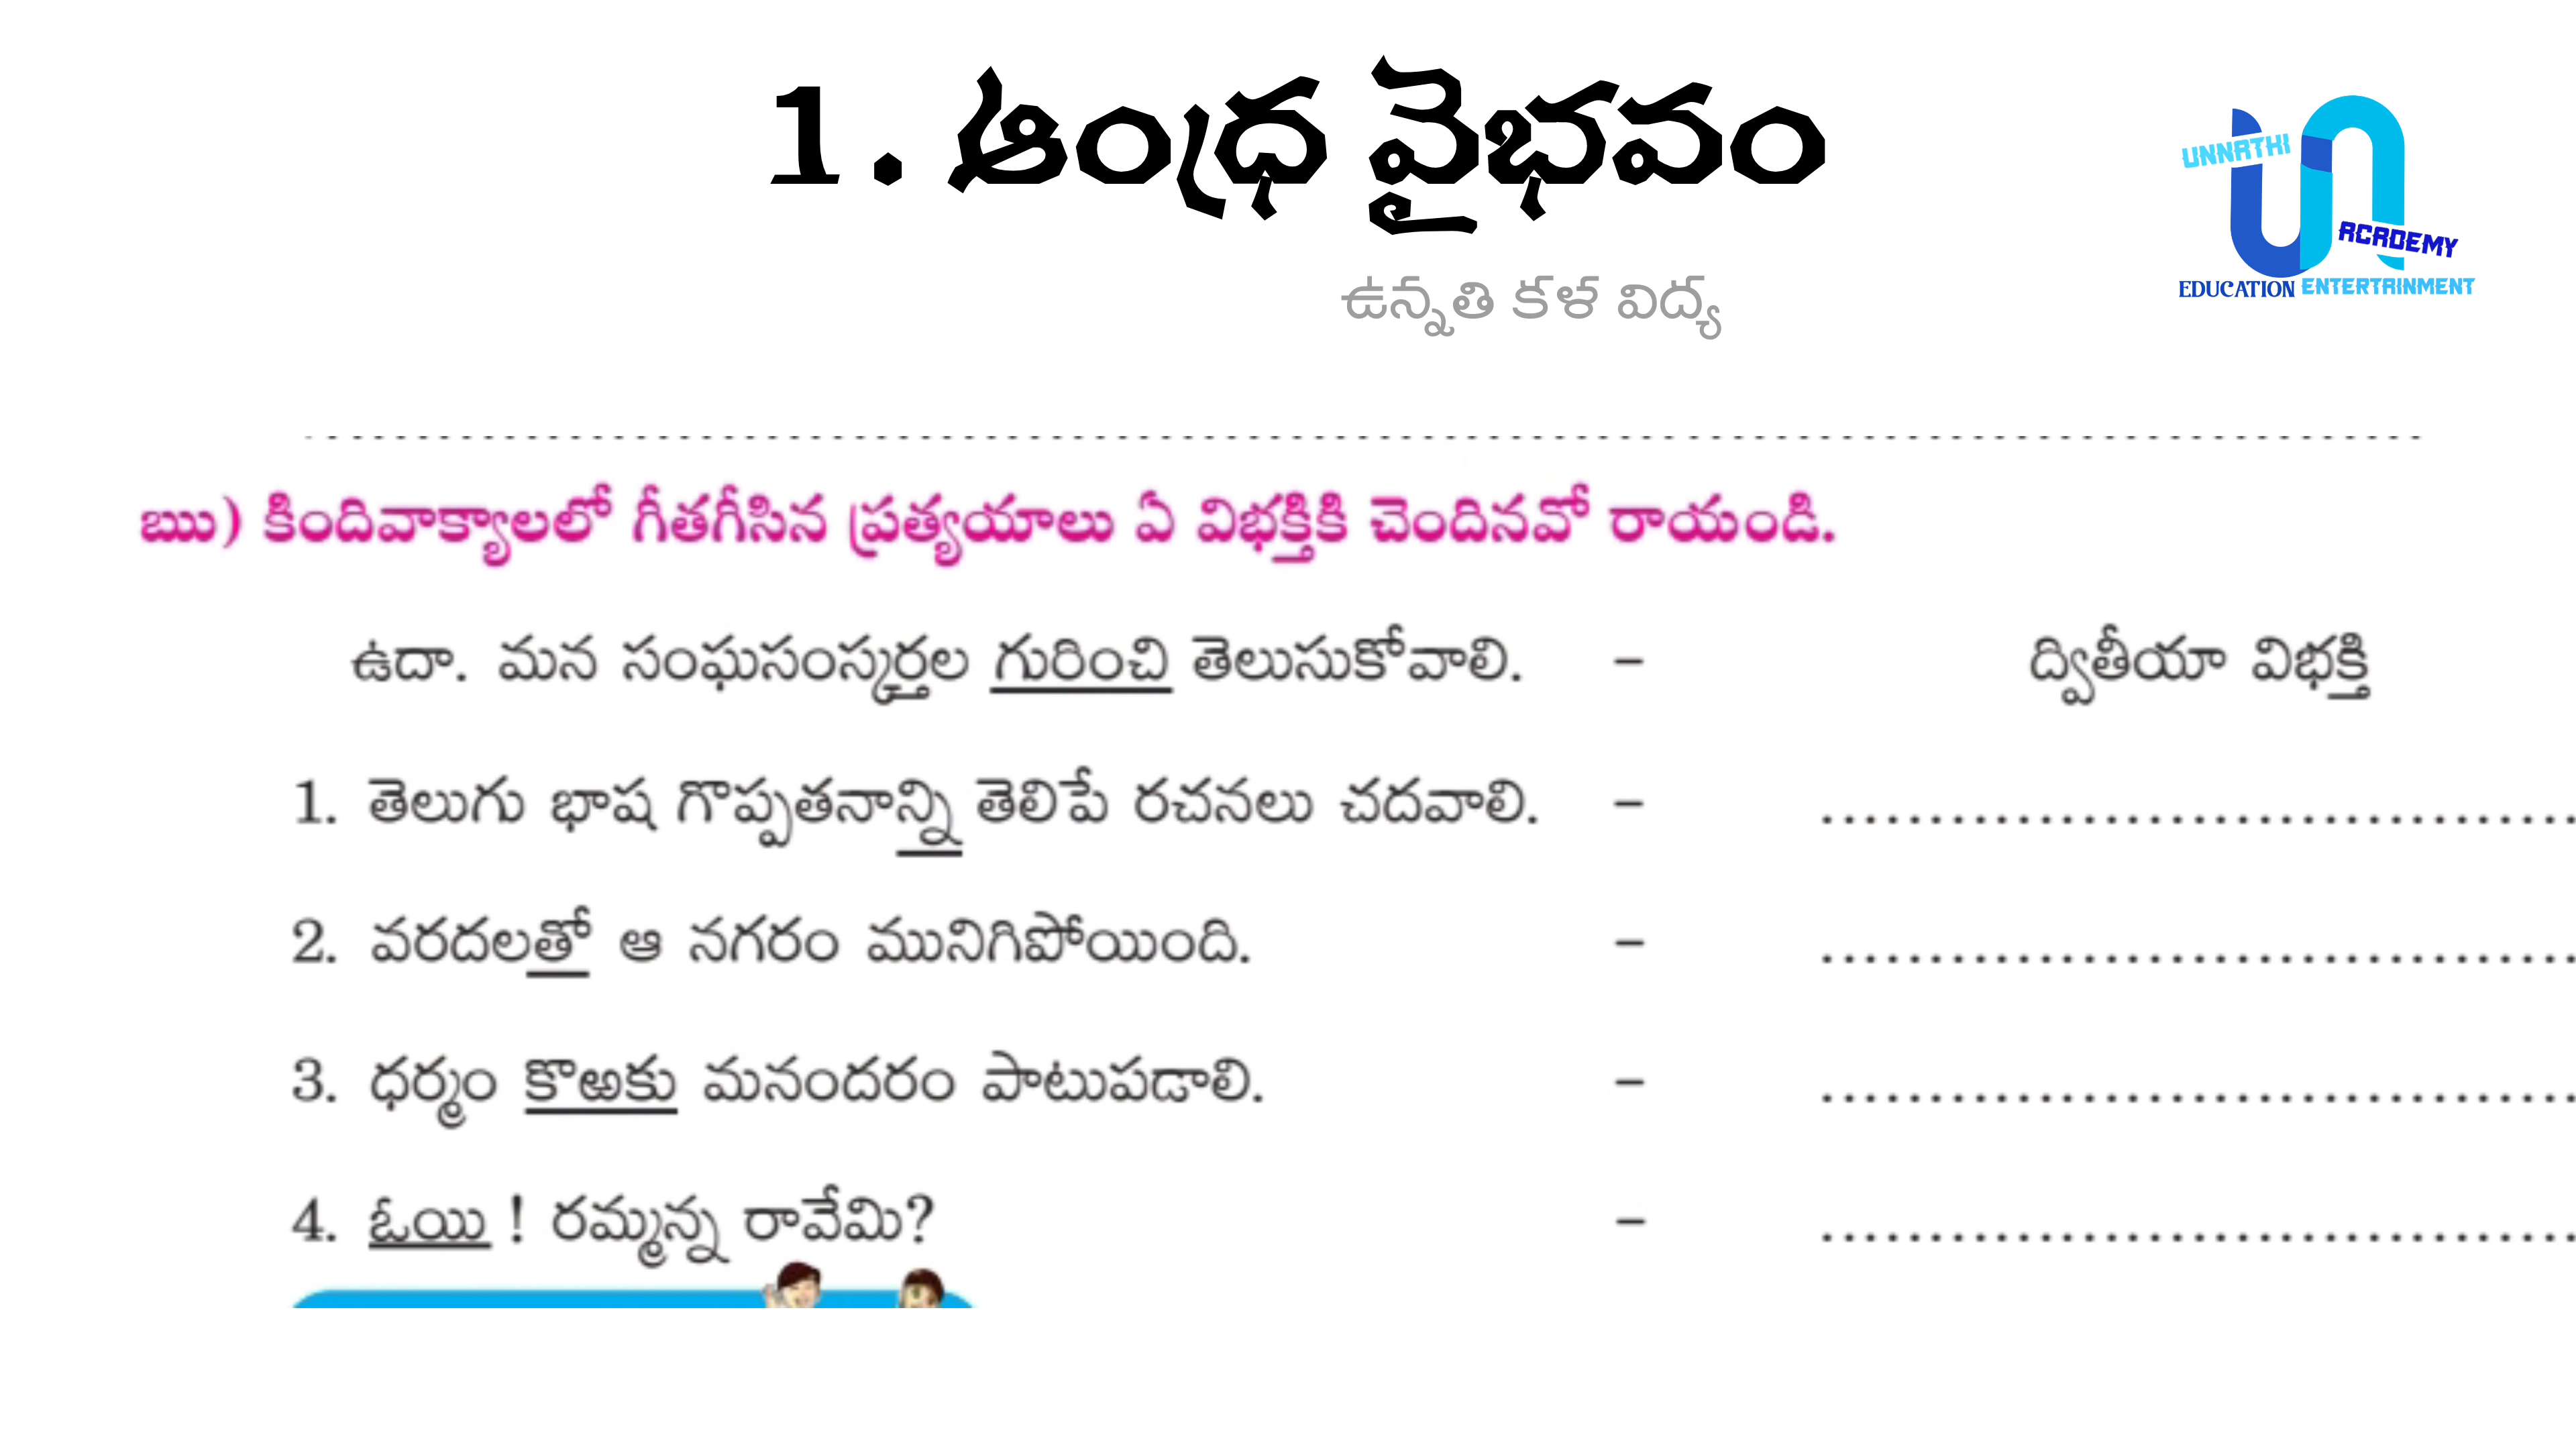 1. ఆంధ్ర వైభవం
UNNATHI
ACADEMY
EDUCATION ENTERTAINMENT
ఉన్నతి కళ విద్య
ఋ) కిందివాక్యాలలో గీతగీసిన ప్రత్యయాలు ఏ విభక్తికి చెందినవో రాయండి.
ఉదా. మన సంఘసంస్కర్తల గురించి తెలుసుకోవాలి. – ద్వితీయా విభక్తి
1. తెలుగు భాష గొప్పతనాన్ని తెలిపే రచనలు చదవాలి. – ....................................
2. వరదలతో ఆ నగరం మునిగిపోయింది. – ....................................
3. ధర్మం కొఱకు మనందరం పాటుపడాలి. – ....................................
4. ఓయి ! రమ్మన్న రావేమి? – ....................................